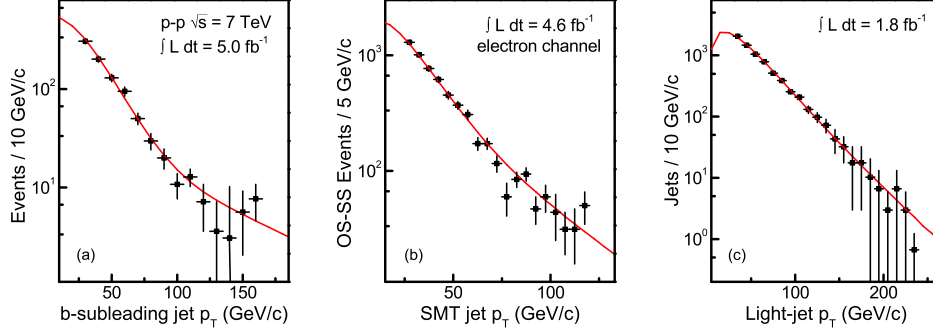 p-p √s = 7 TeV
∫ L dt = 5.0 fb⁻¹
Events / 10 GeV/c
10²
10¹
(a)
50 100 150
b-subleading jet p_T (GeV/c)
∫ L dt = 4.6 fb⁻¹
electron channel
OS-SS Events / 5 GeV/c
10³
10²
(b)
50 100
SMT jet p_T (GeV/c)
∫ L dt = 1.8 fb⁻¹
Jets / 10 GeV/c
10⁴
10³
10²
10¹
10⁰
(c)
100 200
Light-jet p_T (GeV/c)